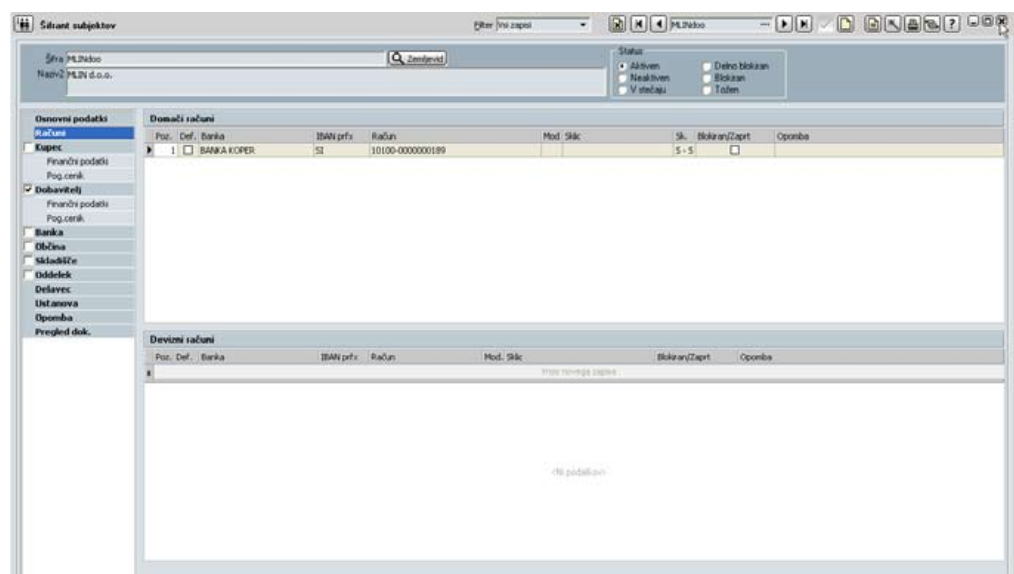 Šifrant subjektov
Filter Vsi zapisi
MLINdoo
?
Šifra MLINdoo
Zemljevid
Naziv2 MLIN d.o.o.
Status
Aktiven
Delno blokiran
Neaktiven
Blokiran
V stečaju
Tožen
Osnovni podatki
Računi
Kupec
Finančni podatki
Pog.cenik
Dobavitelj
Finančni podatki
Pog.cenik
Banka
Občina
Skladišče
Oddelek
Delavec
Ustanova
Opomba
Pregled dok.
Domači računi
Poz. Def. Banka IBAN prfx Račun Mod. Sklic Sk. Blokiran/Zaprt Opomba
1 BANKA KOPER SI 10100-0000000189 S - S
Devizni računi
Poz. Def. Banka IBAN prfx Račun Mod. Sklic Blokiran/Zaprt Opomba
Vnos novega zapisa
<Ni podatkov>